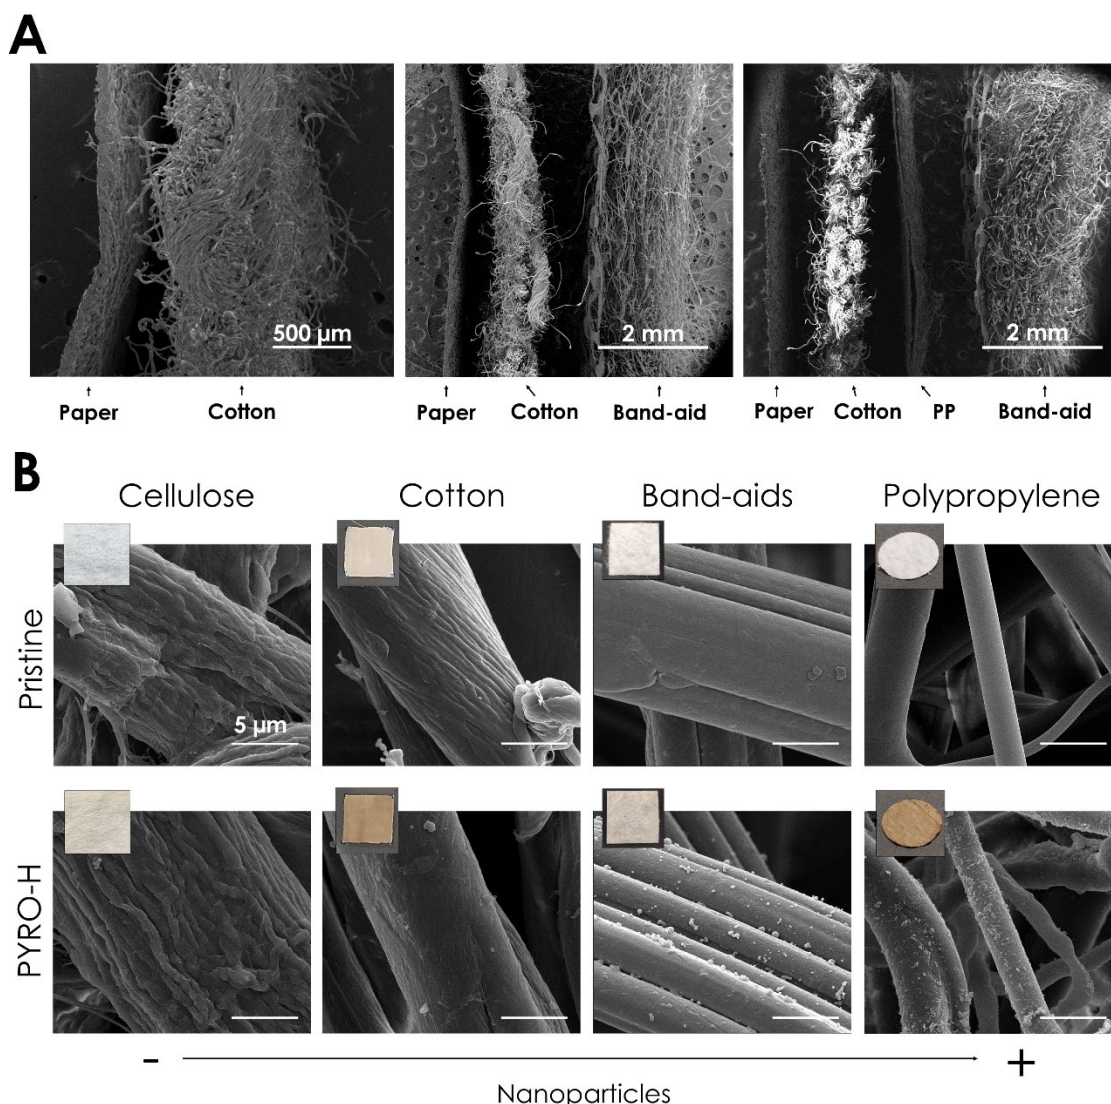 A
500 µm
2 mm
2 mm
Paper Cotton Paper Cotton Band-aid Paper Cotton PP Band-aid
B
Cellulose Cotton Band-aids Polypropylene
Pristine
5 µm
PYRO-H
- +
Nanoparticles